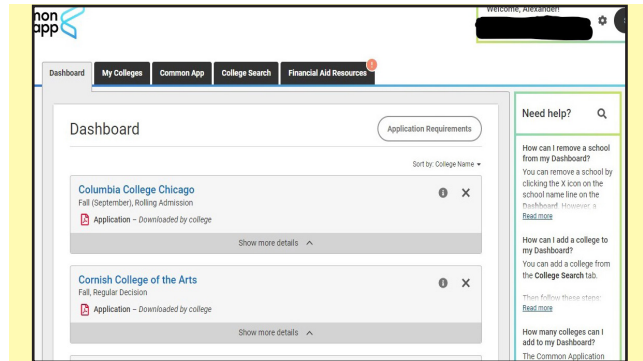 Welcome, Alexander!
mon
app
Dashboard
My Colleges
Common App
College Search
Financial Aid Resources
!
Dashboard
Application Requirements
Sort by: College Name
Columbia College Chicago
Fall (September), Rolling Admission
Application – Downloaded by college
Show more details
Cornish College of the Arts
Fall, Regular Decision
Application – Downloaded by college
Show more details
Need help?
How can I remove a school
from my Dashboard?
You can remove a school by
clicking the X icon on the
school name line on the
Dashboard. However, a
Read more
How can I add a college to
my Dashboard?
You can add a college from
the College Search tab.
Then follow these steps:
Read more
How many colleges can I
add to my Dashboard?
The Common Application